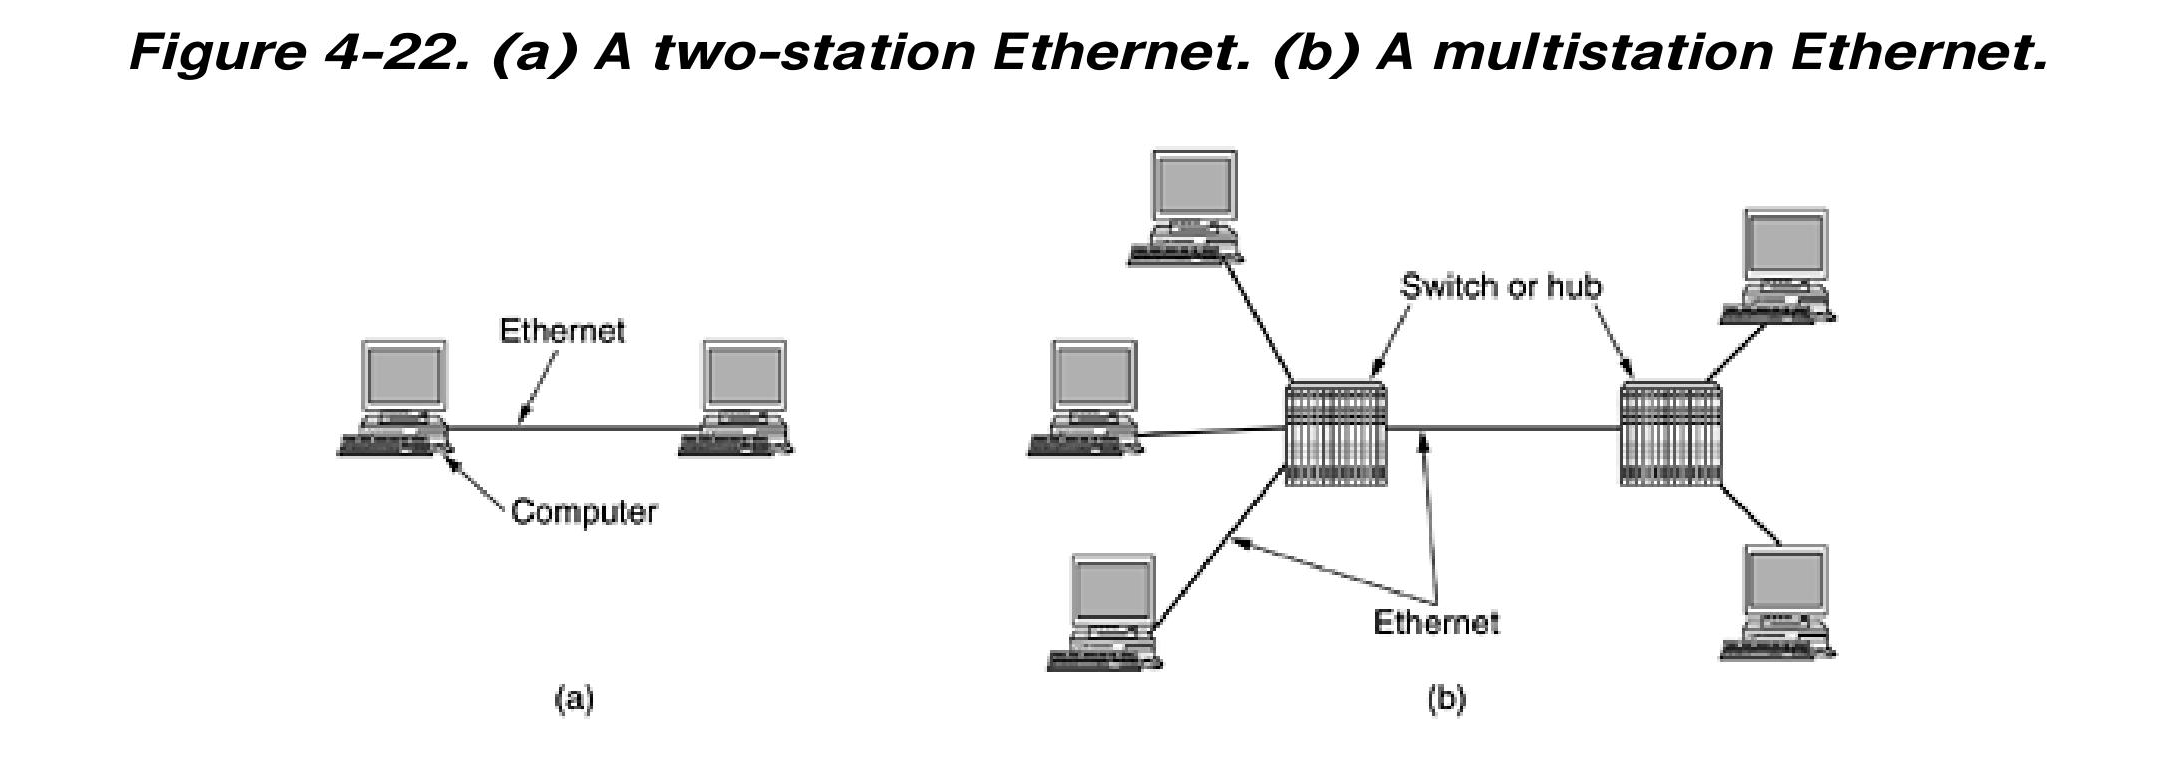 Figure 4-22. (a) A two-station Ethernet. (b) A multistation Ethernet.
Ethernet
Computer
(a)
Switch or hub
Ethernet
(b)